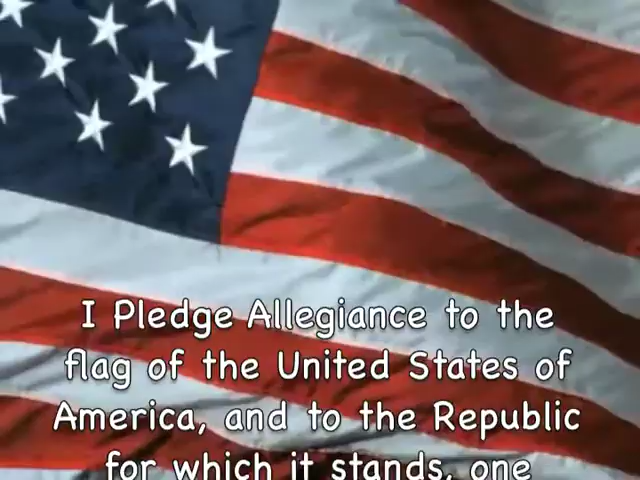 I Pledge Allegiance to the
flag of the United States of
America, and to the Republic
for which it stands, one